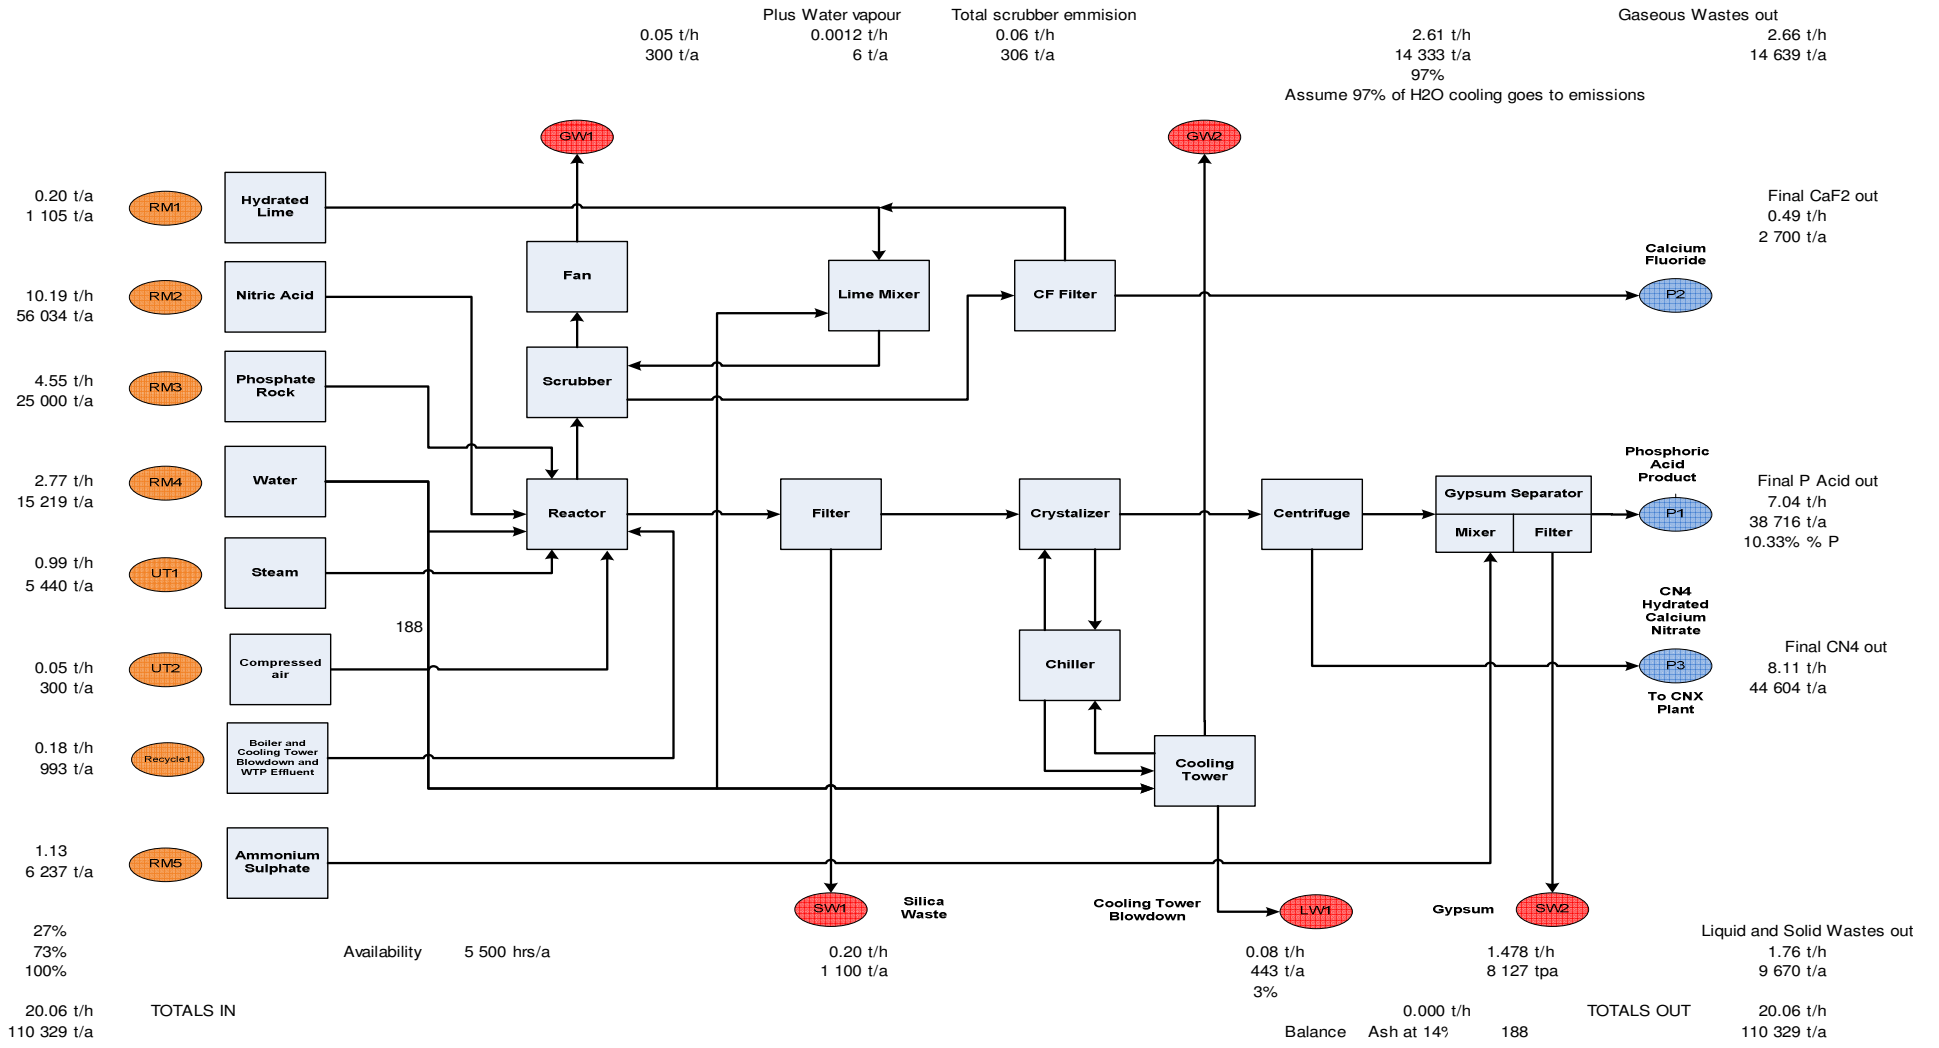 Plus Water vapour
Total scrubber emmision
Gaseous Wastes out
0.05 t/h
0.0012 t/h
0.06 t/h
2.61 t/h
2.66 t/h
300 t/a
6 t/a
306 t/a
14 333 t/a
14 639 t/a
97%
Assume 97% of H2O cooling goes to emissions
GW1
GW2
0.20 t/a
1 105 t/a
RM1
Hydrated
Lime
Final CaF2 out
0.49 t/h
2 700 t/a
Fan
Lime Mixer
CF Filter
Calcium
Fluoride
P2
10.19 t/h
56 034 t/a
RM2
Nitric Acid
4.55 t/h
25 000 t/a
RM3
Phosphate
Rock
Scrubber
2.77 t/h
15 219 t/a
RM4
Water
Reactor
Filter
Crystalizer
Centrifuge
Gypsum Separator
Mixer
Filter
Phosphoric
Acid
Product
P1
Final P Acid out
7.04 t/h
38 716 t/a
10.33% % P
0.99 t/h
5 440 t/a
UT1
Steam
188
CN4
Hydrated
Calcium
Nitrate
P3
To CNX
Plant
Final CN4 out
8.11 t/h
44 604 t/a
0.05 t/h
300 t/a
UT2
Compressed
air
Chiller
0.18 t/h
993 t/a
Recycle1
Boiler and
Cooling Tower
Blowdown and
WTP Effluent
Cooling
Tower
1.13
6 237 t/a
RM5
Ammonium
Sulphate
SW1
Silica
Waste
Cooling Tower
Blowdown
LW1
Gypsum
SW2
27%
73%
100%
Availability
5 500 hrs/a
0.20 t/h
1 100 t/a
0.08 t/h
443 t/a
3%
1.478 t/h
8 127 tpa
Liquid and Solid Wastes out
1.76 t/h
9 670 t/a
20.06 t/h
TOTALS IN
0.000 t/h
TOTALS OUT
20.06 t/h
110 329 t/a
Balance
Ash at 14%
188
110 329 t/a